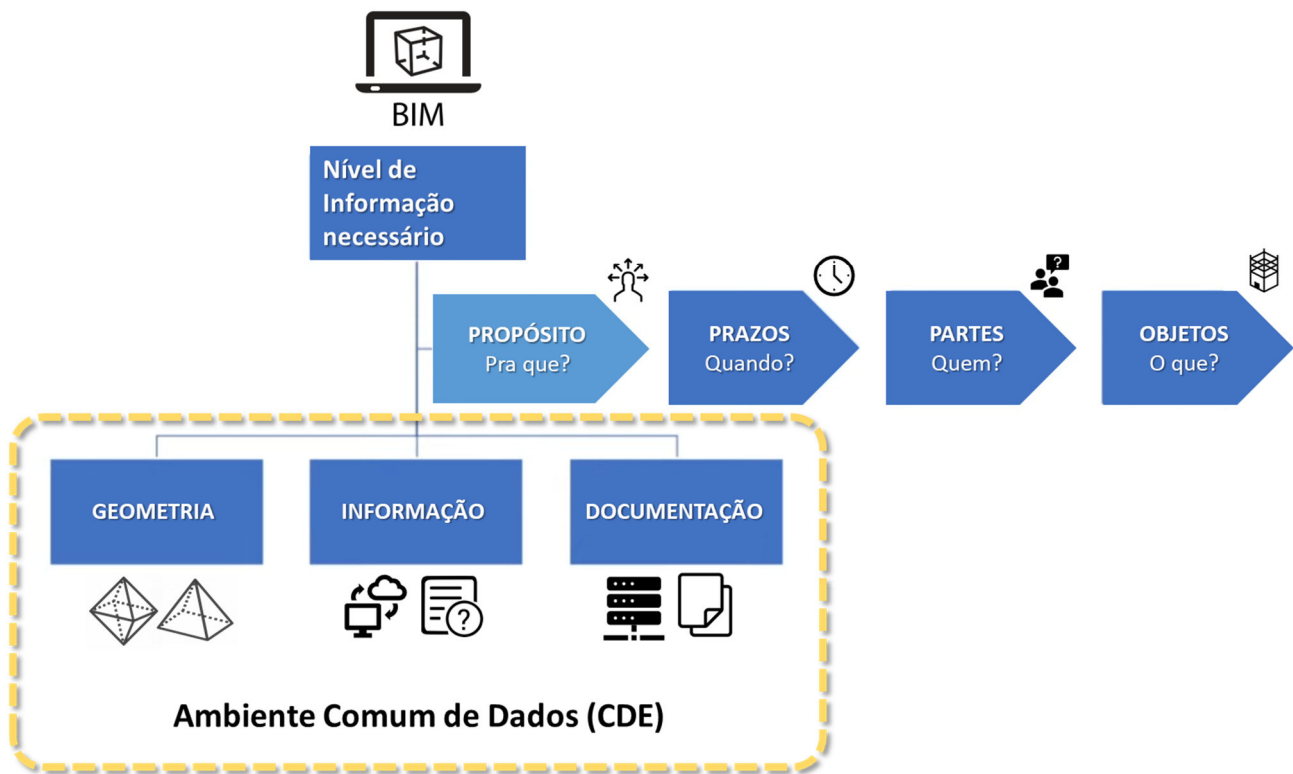 BIM
Nível de
Informação
necessário
PROPÓSITO
Pra que?
PRAZOS
Quando?
PARTES
Quem?
OBJETOS
O que?
GEOMETRIA
INFORMAÇÃO
DOCUMENTAÇÃO
Ambiente Comum de Dados (CDE)